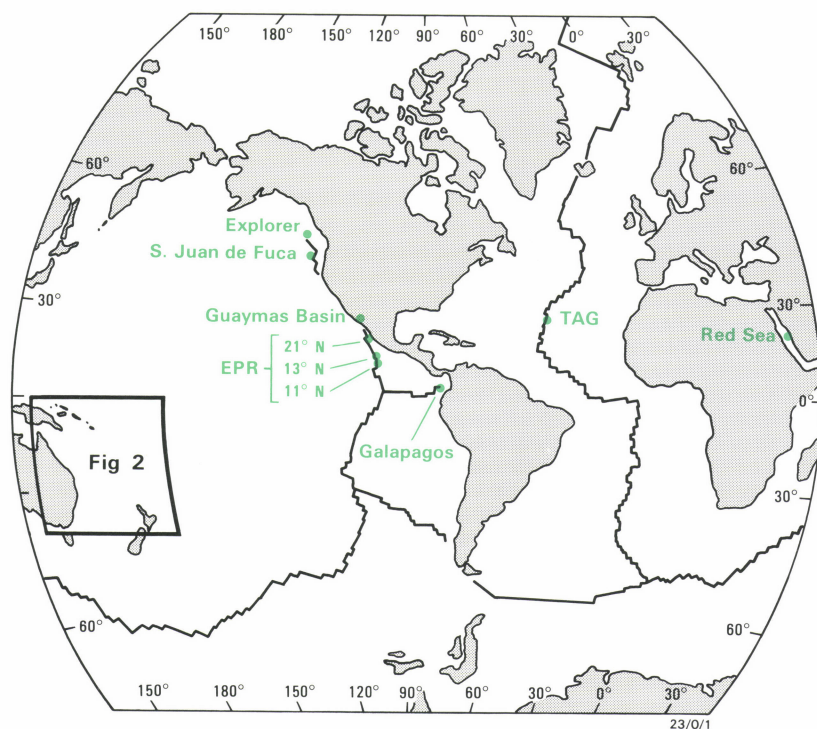 150° 180° 150° 120° 90° 60° 30° 0° 30°
60°
60°
Explorer
S. Juan de Fuca
30°
30°
Guaymas Basin
TAG
Red Sea
21° N
EPR 13° N
11° N
0°
0°
Galapagos
Fig 2
30°
30°
60°
60°
150° 180° 150° 120° 90° 60° 30° 0° 30°
23/0/1